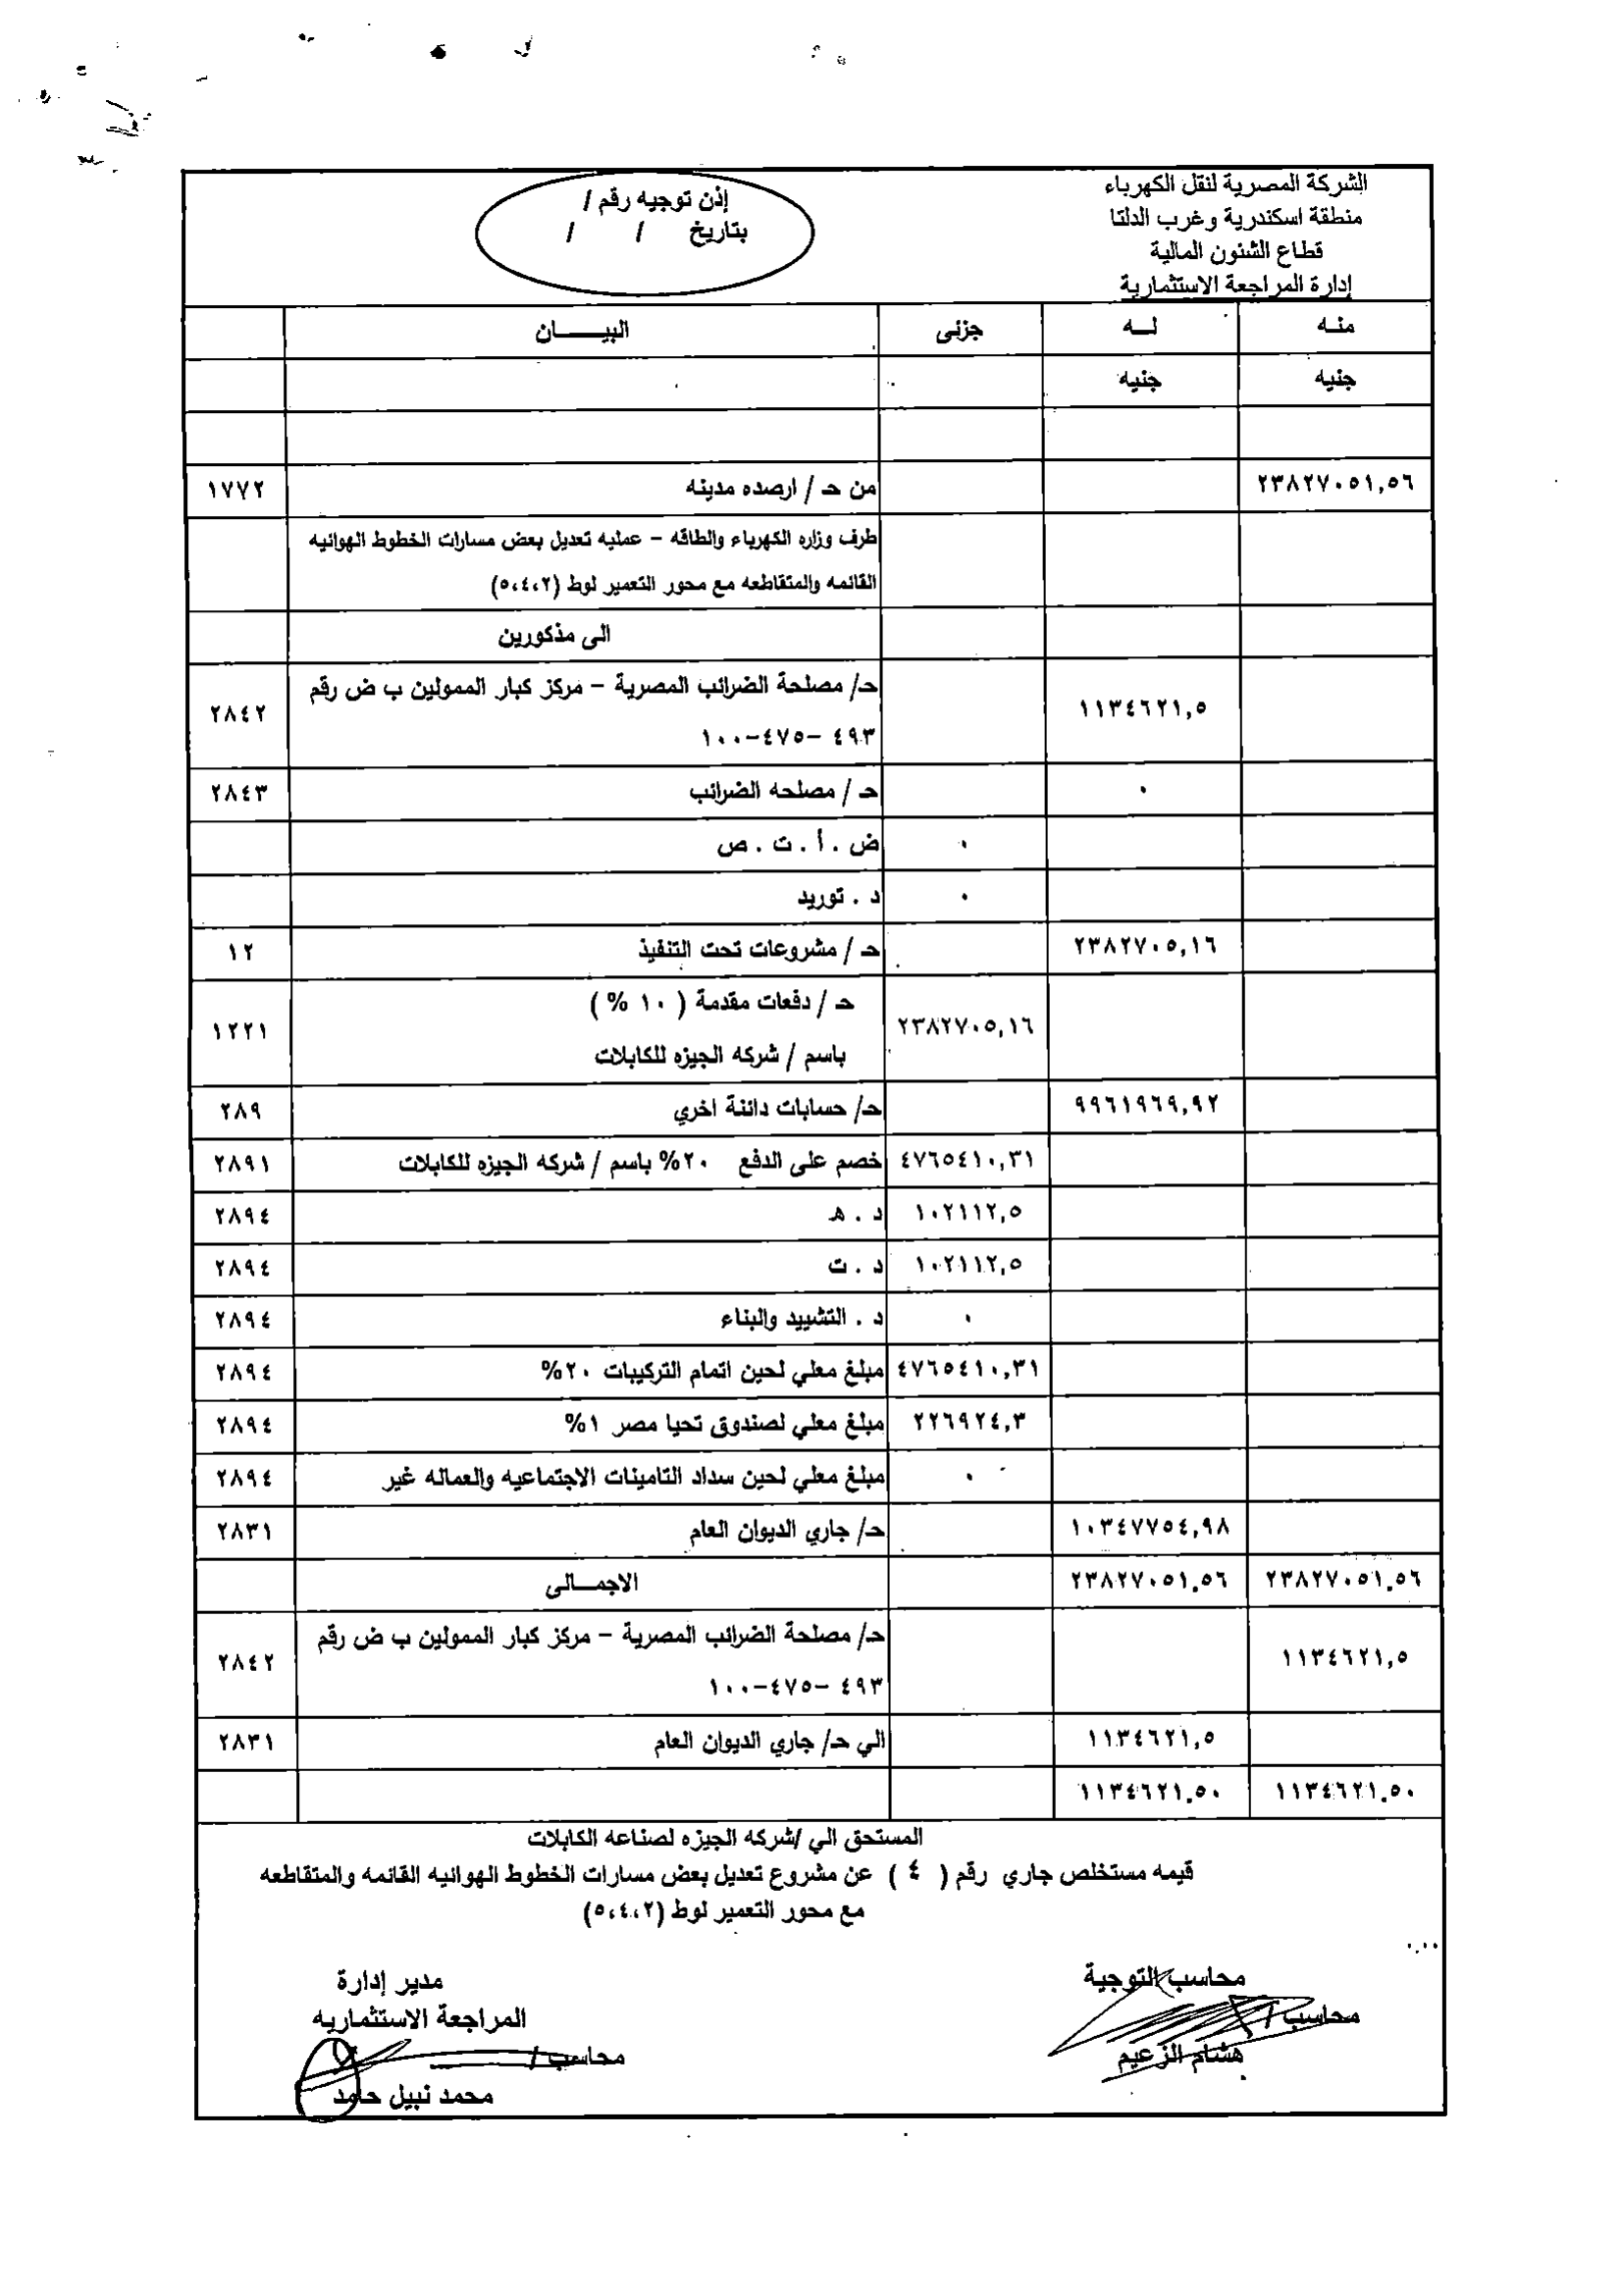 الشركة المصرية لنقل الكهرباء
منطقة اسكندرية وغرب الدلتا
قطاع الشئون المالية
إدارة المراجعة الاستثمارية
إذن توجيه رقم /
بتاريخ / /
منه له جزئى البيــــان
جنيه جنيه
٢٣٨٢٧٠٥١,٥٦ من حـ / ارصده مدينه ١٧٧٢
طرف وزاره الكهرباء والطاقه – عمليه تعديل بعض مسارات الخطوط الهوائيه
القائمه والمتقاطعه مع محور التعمير لوط (٥،٤،٢)
الى مذكورين
١١٣٤٦٢١,٥ حـ/ مصلحة الضرائب المصرية – مركز كبار الممولين ب ض رقم ٢٨٤٢
٤٩٣ –٤٧٥–١٠٠
٠ حـ / مصلحه الضرائب ٢٨٤٣
٠ ض . أ . ت . ص
٠ د . توريد
٢٣٨٢٧٠٥,١٦ حـ / مشروعات تحت التنفيذ ١٢
٢٣٨٢٧٠٥,١٦ حـ / دفعات مقدمة ( ١٠ % ) ١٢٢١
باسم / شركه الجيزه للكابلات
٩٩٦١٩٦٩,٩٢ حـ/ حسابات دائنة اخري ٢٨٩
٤٧٦٥٤١٠,٣١ خصم على الدفع ٢٠% باسم / شركه الجيزه للكابلات ٢٨٩١
١٠٢١١٢,٥ د . هـ ٢٨٩٤
١٠٢١١٢,٥ د . ت ٢٨٩٤
٠ د . التشييد والبناء ٢٨٩٤
٤٧٦٥٤١٠,٣١ مبلغ معلي لحين اتمام التركيبات ٢٠% ٢٨٩٤
٢٢٦٩٢٤,٣ مبلغ معلي لصندوق تحيا مصر ١% ٢٨٩٤
٠ مبلغ معلي لحين سداد التامينات الاجتماعيه والعماله غير ٢٨٩٤
١٠٣٤٧٧٥٤,٩٨ حـ/ جاري الديوان العام ٢٨٣١
٢٣٨٢٧٠٥١.٥٦ ٢٣٨٢٧٠٥١.٥٦ الاجمـــالى
١١٣٤٦٢١,٥ حـ/ مصلحة الضرائب المصرية – مركز كبار الممولين ب ض رقم ٢٨٤٢
٤٩٣ –٤٧٥–١٠٠
١١٣٤٦٢١,٥ الي حـ/ جاري الديوان العام ٢٨٣١
١١٣٤٦٢١.٥٠ ١١٣٤٦٢١.٥٠
المستحق الي /شركه الجيزه لصناعه الكابلات
قيمه مستخلص جاري رقم ( ٤ ) عن مشروع تعديل بعض مسارات الخطوط الهوائيه القائمه والمتقاطعه
مع محور التعمير لوط (٥،٤،٢)
٠.٠٠
محاسب التوجية
محاسب /
هشام الزعيم
مدير إدارة
المراجعة الاستثماريه
محاسب /
محمد نبيل حامد